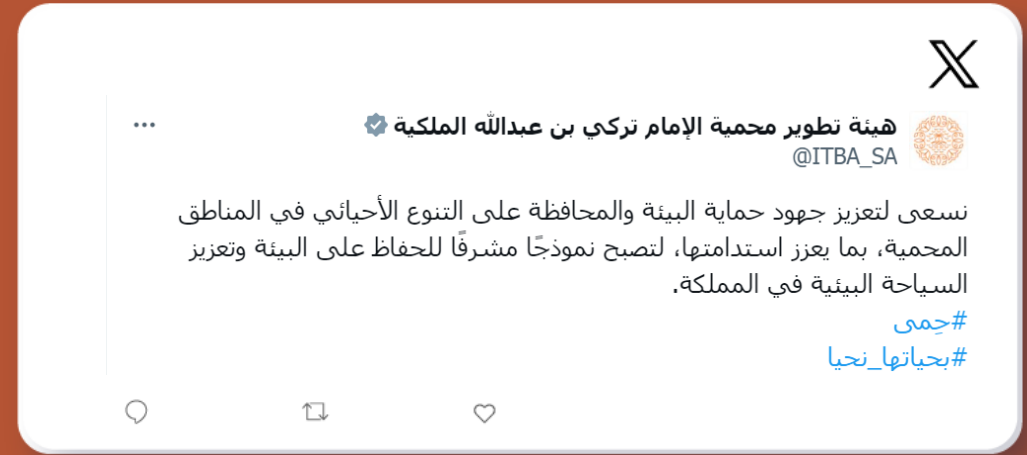 هيئة تطوير محمية الإمام تركي بن عبدالله الملكية
@ITBA_SA
نسعى لتعزيز جهود حماية البيئة والمحافظة على التنوع الأحيائي في المناطق
المحمية، بما يعزز استدامتها، لتصبح نموذجًا مشرفًا للحفاظ على البيئة وتعزيز
السياحة البيئية في المملكة.
#حِمى
#بحياتها_نحيا